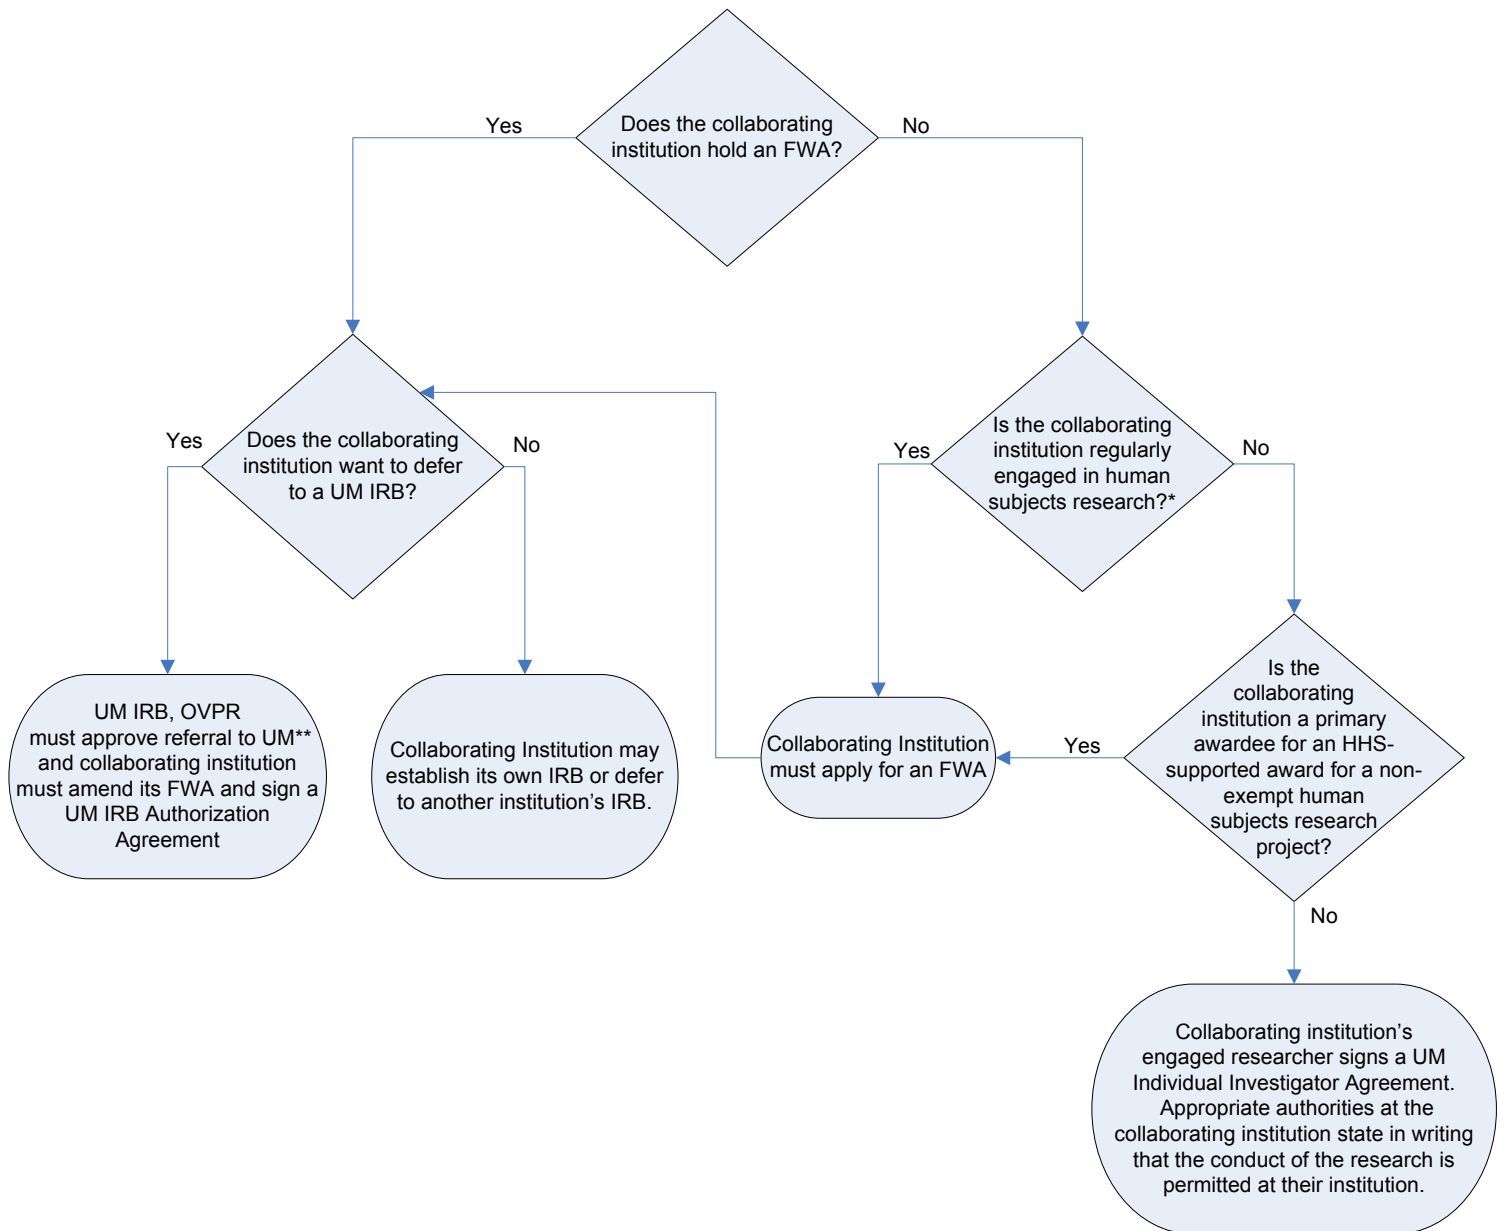 Does the collaborating
institution hold an FWA?
Yes
No
Does the collaborating
institution want to defer
to a UM IRB?
Yes
No
Is the collaborating
institution regularly
engaged in human
subjects research?*
Yes
No
UM IRB, OVPR
must approve referral to UM**
and collaborating institution
must amend its FWA and sign a
UM IRB Authorization
Agreement
Collaborating Institution may
establish its own IRB or defer
to another institution’s IRB.
Collaborating Institution
must apply for an FWA
Yes
Is the
collaborating
institution a primary
awardee for an HHS-
supported award for a non-
exempt human
subjects research
project?
No
Collaborating institution’s
engaged researcher signs a UM
Individual Investigator Agreement.
Appropriate authorities at the
collaborating institution state in writing
that the conduct of the research is
permitted at their institution.